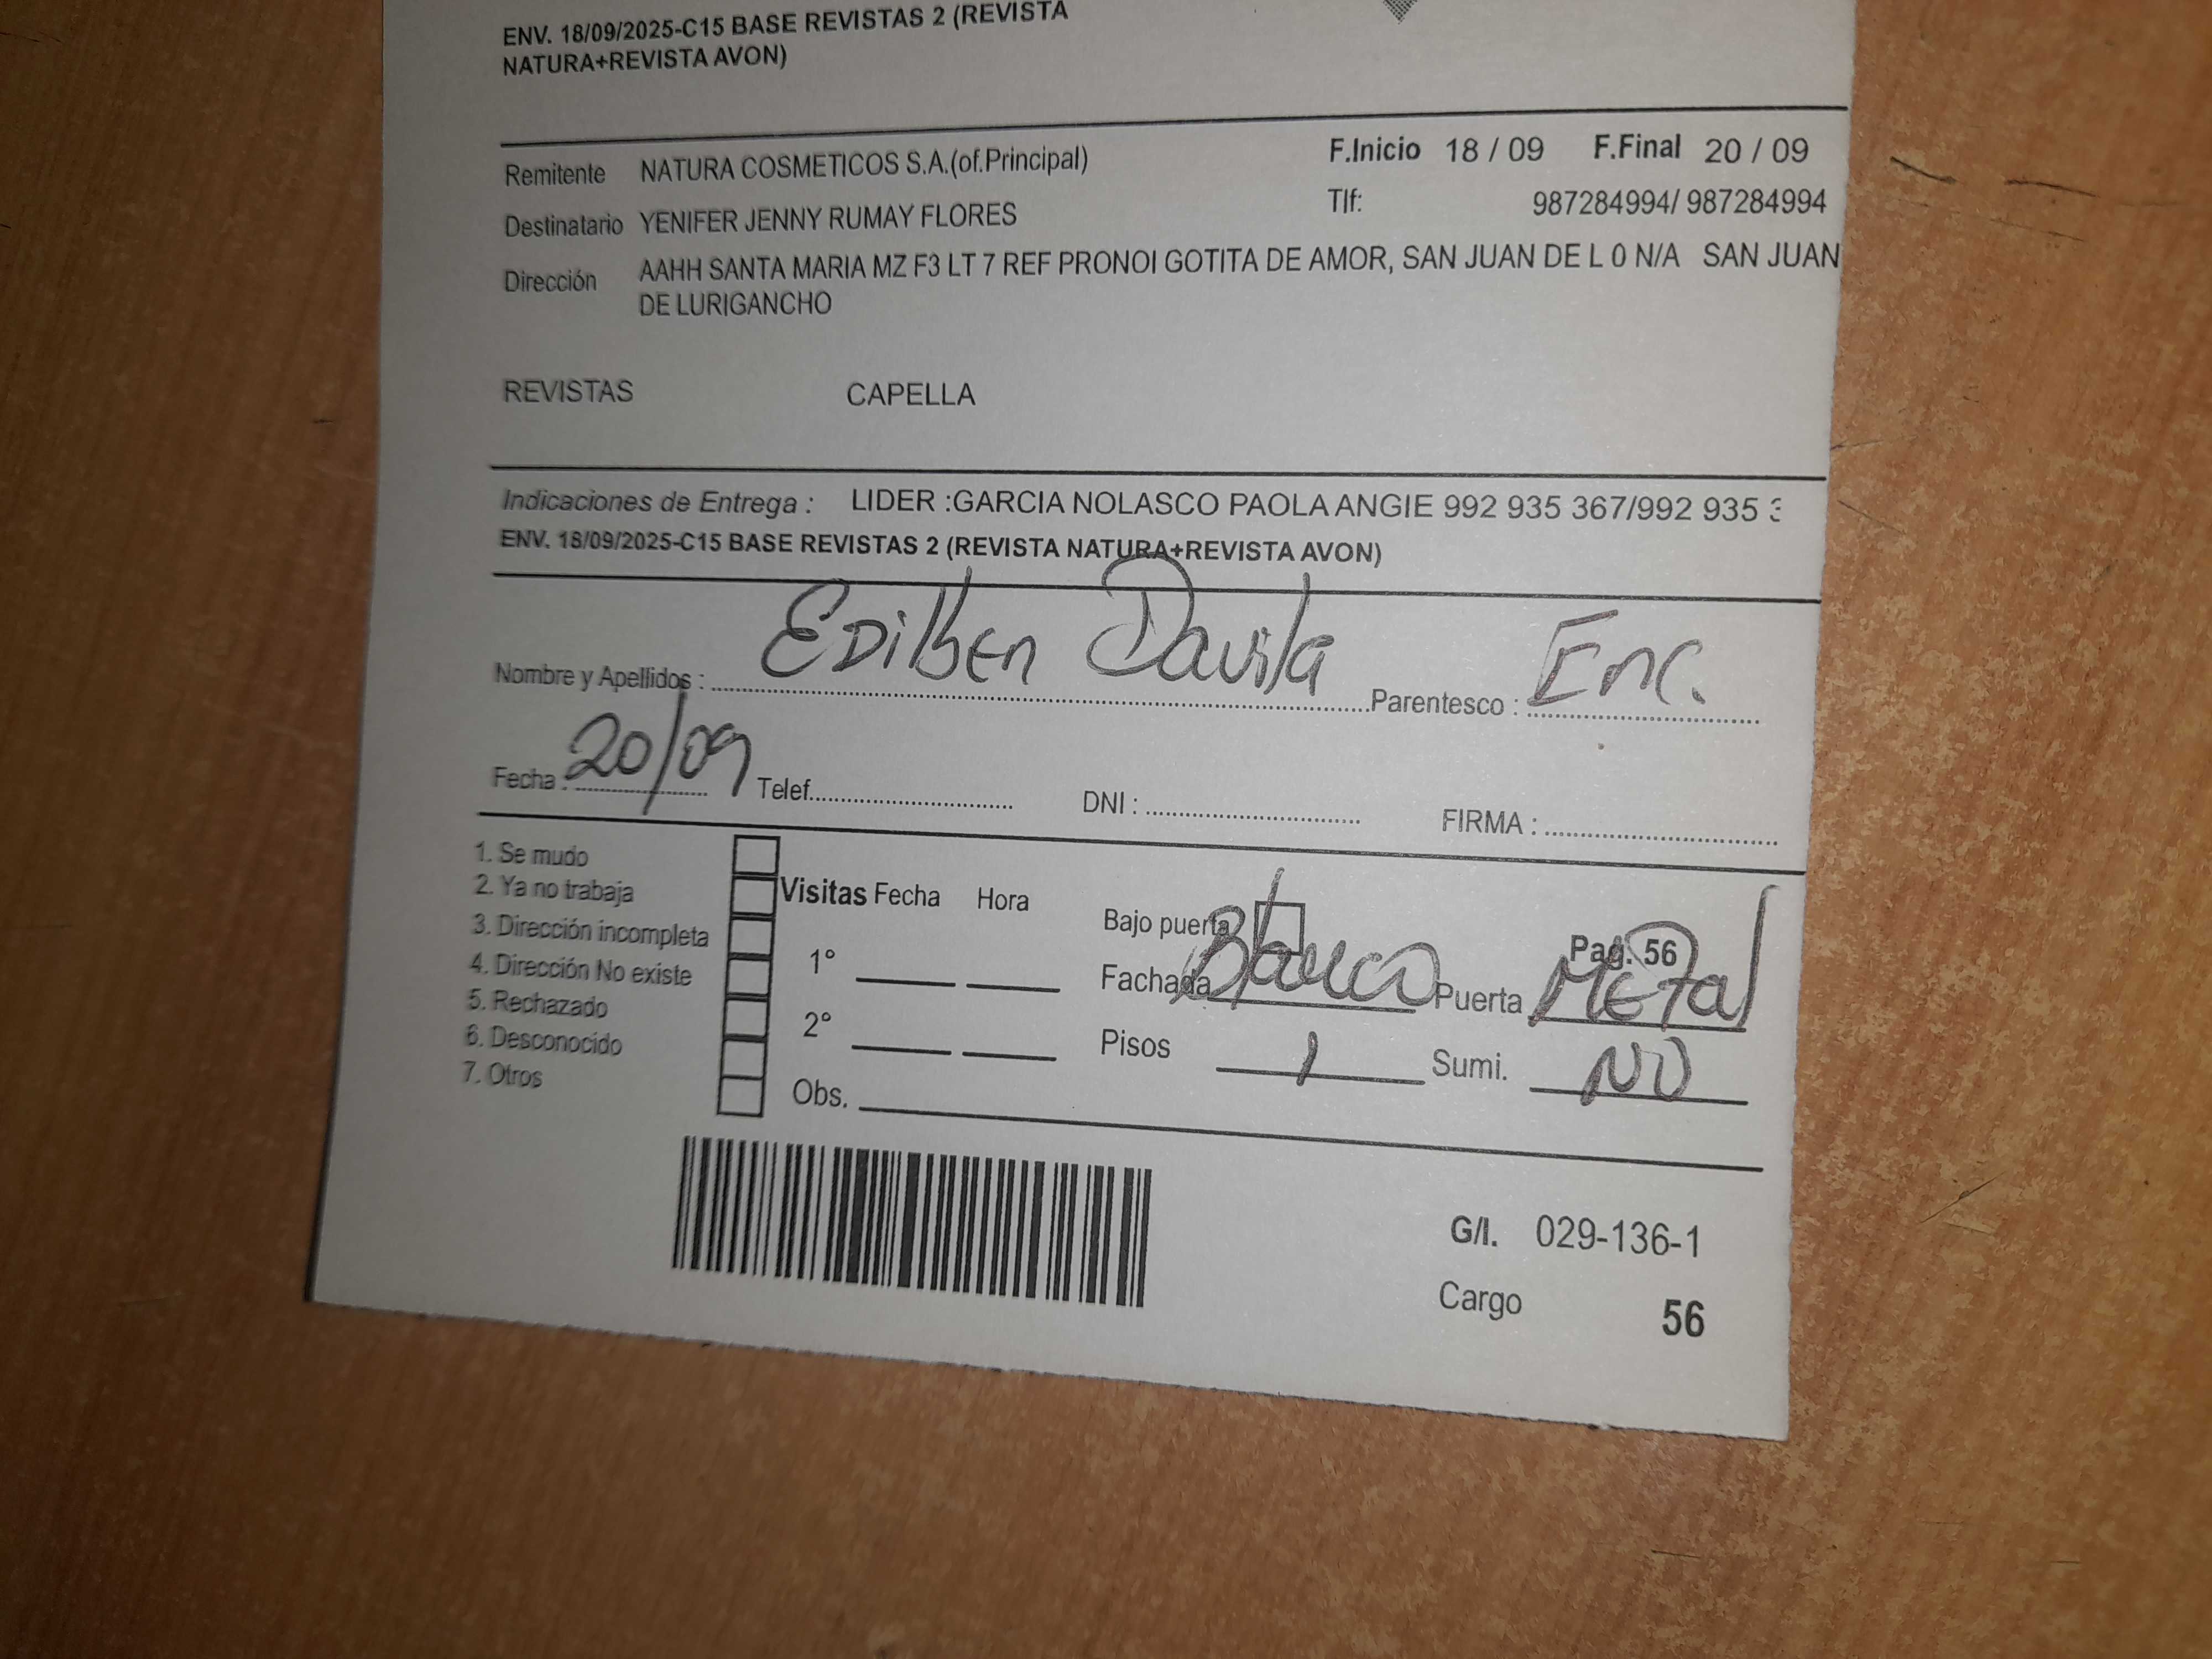 ENV. 18/09/2025-C15 BASE REVISTAS 2 (REVISTA
NATURA+REVISTA AVON)
Remitente NATURA COSMETICOS S.A.(of.Principal) F.Inicio 18 / 09 F.Final 20 / 09
Destinatario YENIFER JENNY RUMAY FLORES Tlf: 987284994/ 987284994
Dirección AAHH SANTA MARIA MZ F3 LT 7 REF PRONOI GOTITA DE AMOR, SAN JUAN DE L 0 N/A SAN JUAN
DE LURIGANCHO
REVISTAS CAPELLA
Indicaciones de Entrega : LIDER :GARCIA NOLASCO PAOLA ANGIE 992 935 367/992 935 3
ENV. 18/09/2025-C15 BASE REVISTAS 2 (REVISTA NATURA+REVISTA AVON)
Nombre y Apellidos : Edilben Davila Parentesco : Enc.
Fecha : 20/09 Telef. DNI : FIRMA :
1. Se mudo
2. Ya no trabaja
3. Dirección incompleta
4. Dirección No existe
5. Rechazado
6. Desconocido
7. Otros
Visitas Fecha Hora
1°
2°
Obs.
Bajo puerta Pag. 56
Fachada Blanco Puerta Metal
Pisos 1 Sumi. NO
G/I. 029-136-1
Cargo 56